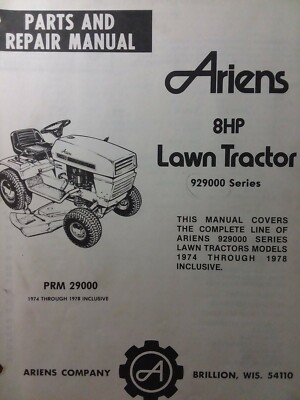 PARTS AND
REPAIR MANUAL
Ariens
8HP
Lawn Tractor
929000 Series
THIS MANUAL COVERS
THE COMPLETE LINE OF
ARIENS 929000 SERIES
LAWN TRACTORS MODELS
1974 THROUGH 1978
INCLUSIVE.
Ariens
PRM 29000
1974 THROUGH 1978 INCLUSIVE
ARIENS COMPANY
A
BRILLION, WIS. 54110